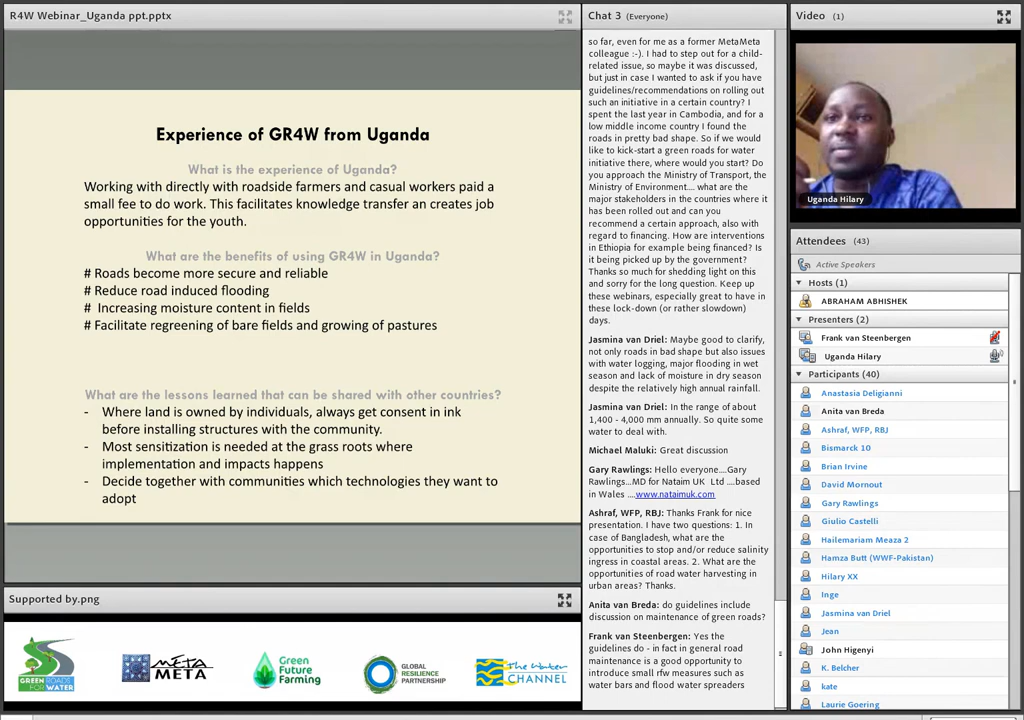 R4W Webinar_Uganda ppt.pptx
Experience of GR4W from Uganda
What is the experience of Uganda?
Working with directly with roadside farmers and casual workers paid a
small fee to do work. This facilitates knowledge transfer an creates job
opportunities for the youth.
What are the benefits of using GR4W in Uganda?
# Roads become more secure and reliable
# Reduce road induced flooding
# Increasing moisture content in fields
# Facilitate regreening of bare fields and growing of pastures
What are the lessons learned that can be shared with other countries?
- Where land is owned by individuals, always get consent in ink
before installing structures with the community.
- Most sensitization is needed at the grass roots where
implementation and impacts happens
- Decide together with communities which technologies they want to
adopt
Supported by.png
GREEN ROADS
FOR WATER
META
META
Green
Future
Farming
GLOBAL
RESILIENCE
PARTNERSHIP
The Water
CHANNEL
Chat 3 (Everyone)
so far, even for me as a former MetaMeta
colleague :-). I had to step out for a child-
related issue, so maybe it was discussed,
but just in case I wanted to ask if you have
guidelines/recommendations on rolling out
such an initiative in a certain country? I
spent the last year in Cambodia, and for a
low middle income country I found the
roads in pretty bad shape. So if we would
like to kick-start a green roads for water
initiative there, where would you start? Do
you approach the Ministry of Transport, the
Ministry of Environment.... what are the
major stakeholders in the countries where it
has been rolled out and can you
recommend a certain approach, also with
regard to financing. How are interventions
in Ethiopia for example being financed? Is
it being picked up by the government?
Thanks so much for shedding light on this
and sorry for the long question. Keep up
these webinars, especially great to have in
these lock-down (or rather slowdown)
days.
Jasmina van Driel: Maybe good to clarify,
not only roads in bad shape but also issues
with water logging, major flooding in wet
season and lack of moisture in dry season
despite the relatively high annual rainfall.
Jasmina van Driel: In the range of about
1,400 - 4,000 mm annually. So quite some
water to deal with.
Michael Maluki: Great discussion
Gary Rawlings: Hello everyone....Gary
Rawlings...MD for Nataim UK Ltd ....based
in Wales ....www.nataimuk.com
Ashraf, WFP, RBJ: Thanks Frank for nice
presentation. I have two questions: 1. In
case of Bangladesh, what are the
opportunities to stop and/or reduce salinity
ingress in coastal areas. 2. What are the
opportunities of road water harvesting in
urban areas? Thanks.
Anita van Breda: do guidelines include
discussion on maintenance of green roads?
Frank van Steenbergen: Yes the
guidelines do - in fact in general road
maintenance is a good opportunity to
introduce small rfw measures such as
water bars and flood water spreaders
Video (1)
Uganda Hilary
Attendees (43)
Active Speakers
Hosts (1)
ABRAHAM ABHISHEK
Presenters (2)
Frank van Steenbergen
Uganda Hilary
Participants (40)
Anastasia Deligianni
Anita van Breda
Ashraf, WFP, RBJ
Bismarck 10
Brian Irvine
David Mornout
Gary Rawlings
Giulio Castelli
Hailemariam Meaza 2
Hamza Butt (WWF-Pakistan)
Hilary XX
Inge
Jasmina van Driel
Jean
John Higenyi
K. Belcher
kate
Laurie Goering